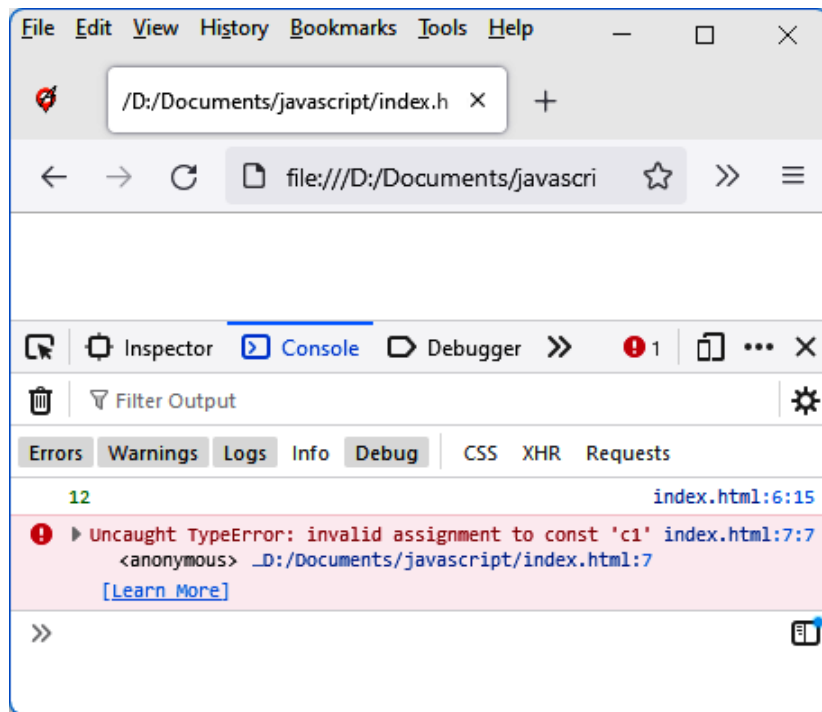 File Edit View History Bookmarks Tools Help
/D:/Documents/javascript/index.h
file:///D:/Documents/javascri
Inspector Console Debugger 1
Filter Output
Errors Warnings Logs Info Debug CSS XHR Requests
12 index.html:6:15
Uncaught TypeError: invalid assignment to const 'c1' index.html:7:7
<anonymous> …D:/Documents/javascript/index.html:7
[Learn More]